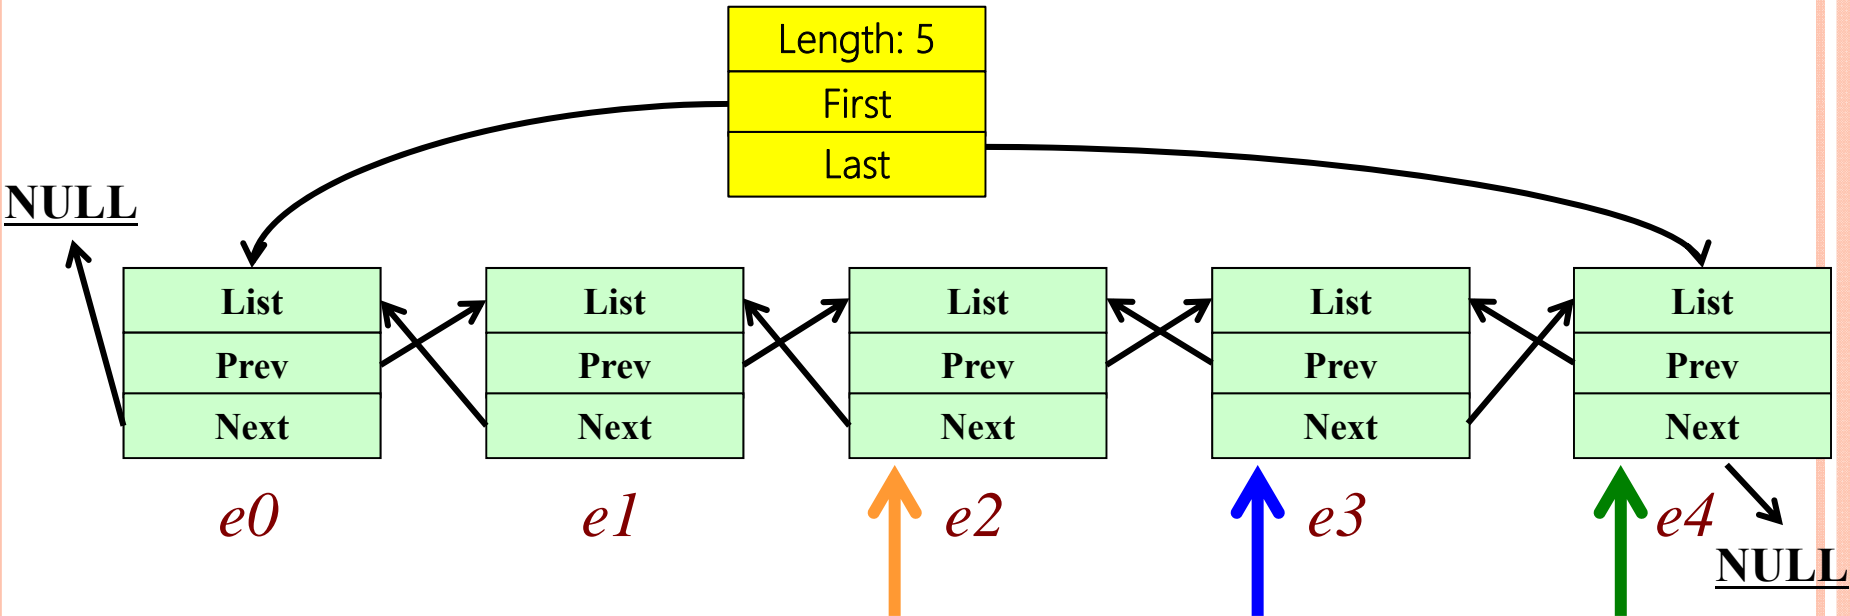 Length: 5
First
Last
NULL
List List List List List
Prev Prev Prev Prev Prev
Next Next Next Next Next
e0 e1 e2 e3 e4
NULL